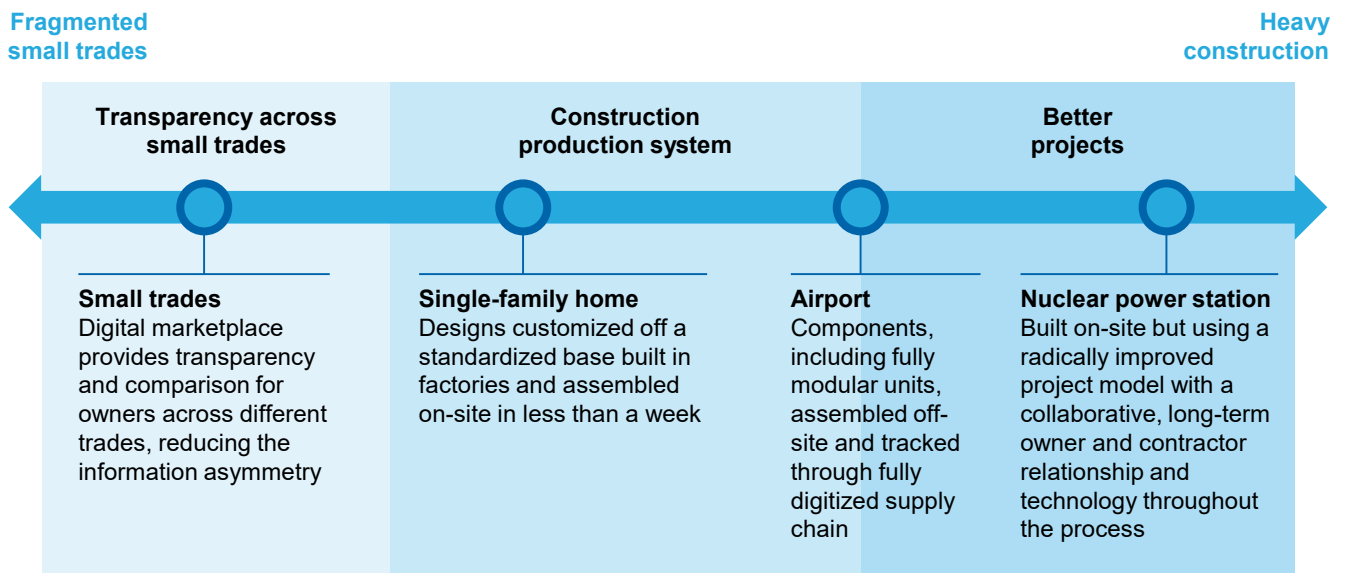 Fragmented
small trades
Heavy
construction
Transparency across
small trades
Construction
production system
Better
projects
Small trades
Digital marketplace
provides transparency
and comparison for
owners across different
trades, reducing the
information asymmetry
Single-family home
Designs customized off a
standardized base built in
factories and assembled
on-site in less than a week
Airport
Components,
including fully
modular units,
assembled off-
site and tracked
through fully
digitized supply
chain
Nuclear power station
Built on-site but using a
radically improved
project model with a
collaborative, long-term
owner and contractor
relationship and
technology throughout
the process